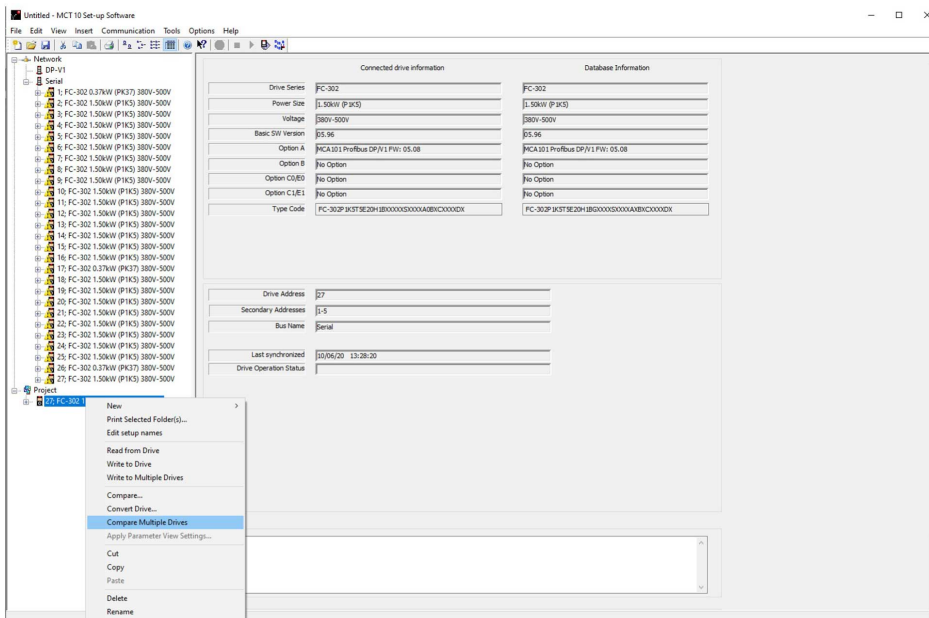 Untitled - MCT 10 Set-up Software
File Edit View Insert Communication Tools Options Help
Network
DP-V1
Serial
1; FC-302 0.37kW (PK37) 380V-500V
2; FC-302 1.50kW (P1K5) 380V-500V
3; FC-302 1.50kW (P1K5) 380V-500V
4; FC-302 1.50kW (P1K5) 380V-500V
5; FC-302 1.50kW (P1K5) 380V-500V
6; FC-302 1.50kW (P1K5) 380V-500V
7; FC-302 1.50kW (P1K5) 380V-500V
8; FC-302 1.50kW (P1K5) 380V-500V
9; FC-302 1.50kW (P1K5) 380V-500V
10; FC-302 1.50kW (P1K5) 380V-500V
11; FC-302 1.50kW (P1K5) 380V-500V
12; FC-302 1.50kW (P1K5) 380V-500V
13; FC-302 1.50kW (P1K5) 380V-500V
14; FC-302 1.50kW (P1K5) 380V-500V
15; FC-302 1.50kW (P1K5) 380V-500V
16; FC-302 1.50kW (P1K5) 380V-500V
17; FC-302 0.37kW (PK37) 380V-500V
18; FC-302 1.50kW (P1K5) 380V-500V
19; FC-302 1.50kW (P1K5) 380V-500V
20; FC-302 1.50kW (P1K5) 380V-500V
21; FC-302 1.50kW (P1K5) 380V-500V
22; FC-302 1.50kW (P1K5) 380V-500V
23; FC-302 1.50kW (P1K5) 380V-500V
24; FC-302 1.50kW (P1K5) 380V-500V
25; FC-302 1.50kW (P1K5) 380V-500V
26; FC-302 0.37kW (PK37) 380V-500V
27; FC-302 1.50kW (P1K5) 380V-500V
Project
27; FC-302 1
New
Print Selected Folder(s)...
Edit setup names
Read from Drive
Write to Drive
Write to Multiple Drives
Compare...
Convert Drive...
Compare Multiple Drives
Apply Parameter View Settings...
Cut
Copy
Paste
Delete
Rename
Connected drive information Database Information
Drive Series FC-302 FC-302
Power Size 1.50kW (P1K5) 1.50kW (P1K5)
Voltage 380V-500V 380V-500V
Basic SW Version 05.96 05.96
Option A MCA101 Profibus DP/V1 FW: 05.08 MCA101 Profibus DP/V1 FW: 05.08
Option B No Option No Option
Option C0/E0 No Option No Option
Option C1/E1 No Option No Option
Type Code FC-302P1K5T5E20H1BXXXXXSXXXXA0BXCXXXXDX FC-302P1K5T5E20H1BGXXXXSXXXXAXBXCXXXXDX
Drive Address 27
Secondary Addresses 1-5
Bus Name Serial
Last synchronized 10/06/20 13:28:20
Drive Operation Status